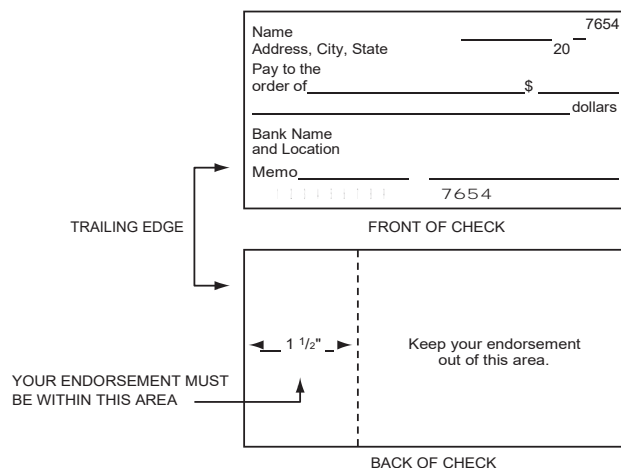 7654
Name
Address, City, State 20
Pay to the
order of $
dollars
Bank Name
and Location
Memo
7654
TRAILING EDGE
FRONT OF CHECK
1 1/2"
Keep your endorsement
out of this area.
YOUR ENDORSEMENT MUST
BE WITHIN THIS AREA
BACK OF CHECK